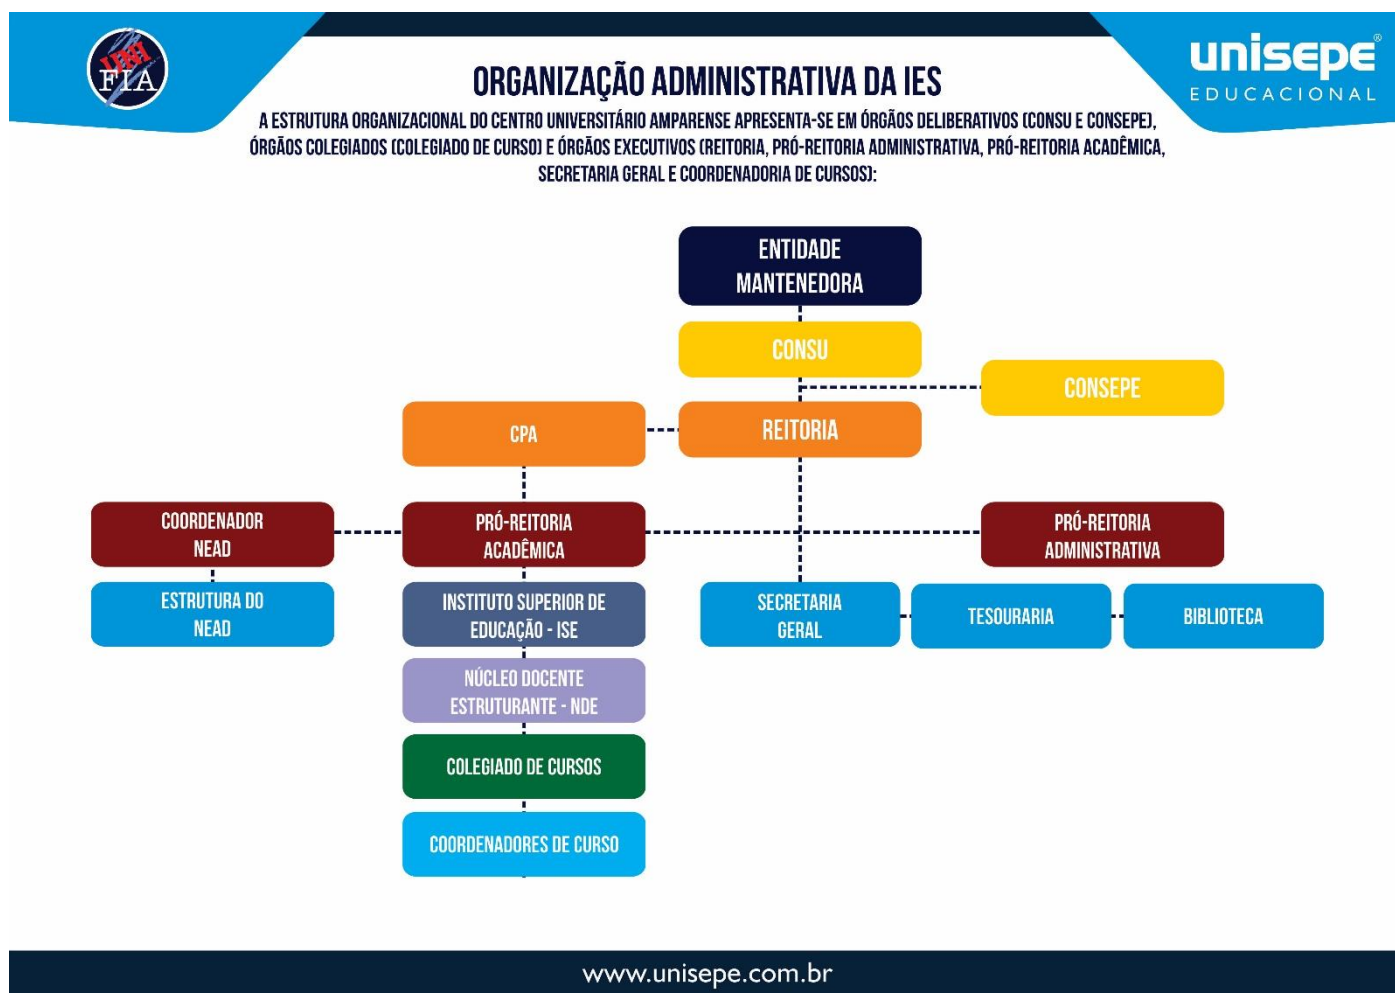 UNI
FIA
unisepe®
EDUCACIONAL
ORGANIZAÇÃO ADMINISTRATIVA DA IES
A ESTRUTURA ORGANIZACIONAL DO CENTRO UNIVERSITÁRIO AMPARENSE APRESENTA-SE EM ÓRGÃOS DELIBERATIVOS (CONSU E CONSEPE),
ÓRGÃOS COLEGIADOS (COLEGIADO DE CURSO) E ÓRGÃOS EXECUTIVOS (REITORIA, PRÓ-REITORIA ADMINISTRATIVA, PRÓ-REITORIA ACADÊMICA,
SECRETARIA GERAL E COORDENADORIA DE CURSOS):
ENTIDADE
MANTENEDORA
CONSU
CONSEPE
CPA
REITORIA
COORDENADOR
NEAD
PRÓ-REITORIA
ACADÊMICA
PRÓ-REITORIA
ADMINISTRATIVA
ESTRUTURA DO
NEAD
INSTITUTO SUPERIOR DE
EDUCAÇÃO - ISE
SECRETARIA
GERAL
TESOURARIA
BIBLIOTECA
NÚCLEO DOCENTE
ESTRUTURANTE - NDE
COLEGIADO DE CURSOS
COORDENADORES DE CURSO
www.unisepe.com.br